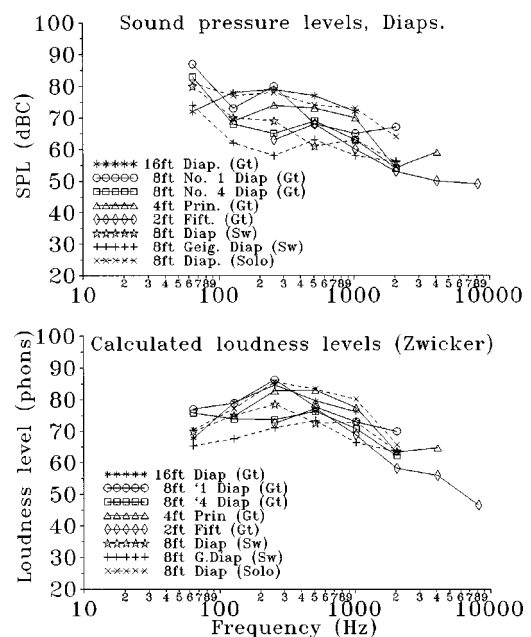 Sound pressure levels, Diaps.
SPL (dBC)
100
90
80
70
60
50
40
30
20
16ft Diap. (Gt)
8ft No. 1 Diap (Gt)
8ft No. 4 Diap (Gt)
4ft Prin. (Gt)
2ft Fift. (Gt)
8ft Diap (Sw)
8ft Geig. Diap (Sw)
8ft Diap. (Solo)
10 2 3 4 5 6 7 8 9 100 2 3 4 5 6 7 8 9 1000 2 3 4 5 6 7 8 9 10000
Calculated loudness levels (Zwicker)
Loudness level (phons)
100
90
80
70
60
50
40
30
20
16ft Diap (Gt)
8ft '1 Diap (Gt)
8ft '4 Diap (Gt)
4ft Prin (Gt)
2ft Fift (Gt)
8ft Diap (Sw)
8ft G.Diap (Sw)
8ft Diap (Solo)
10 2 3 4 5 6 7 8 9 100 2 3 4 5 6 7 8 9 1000 2 3 4 5 6 7 8 9 10000
Frequency (Hz)